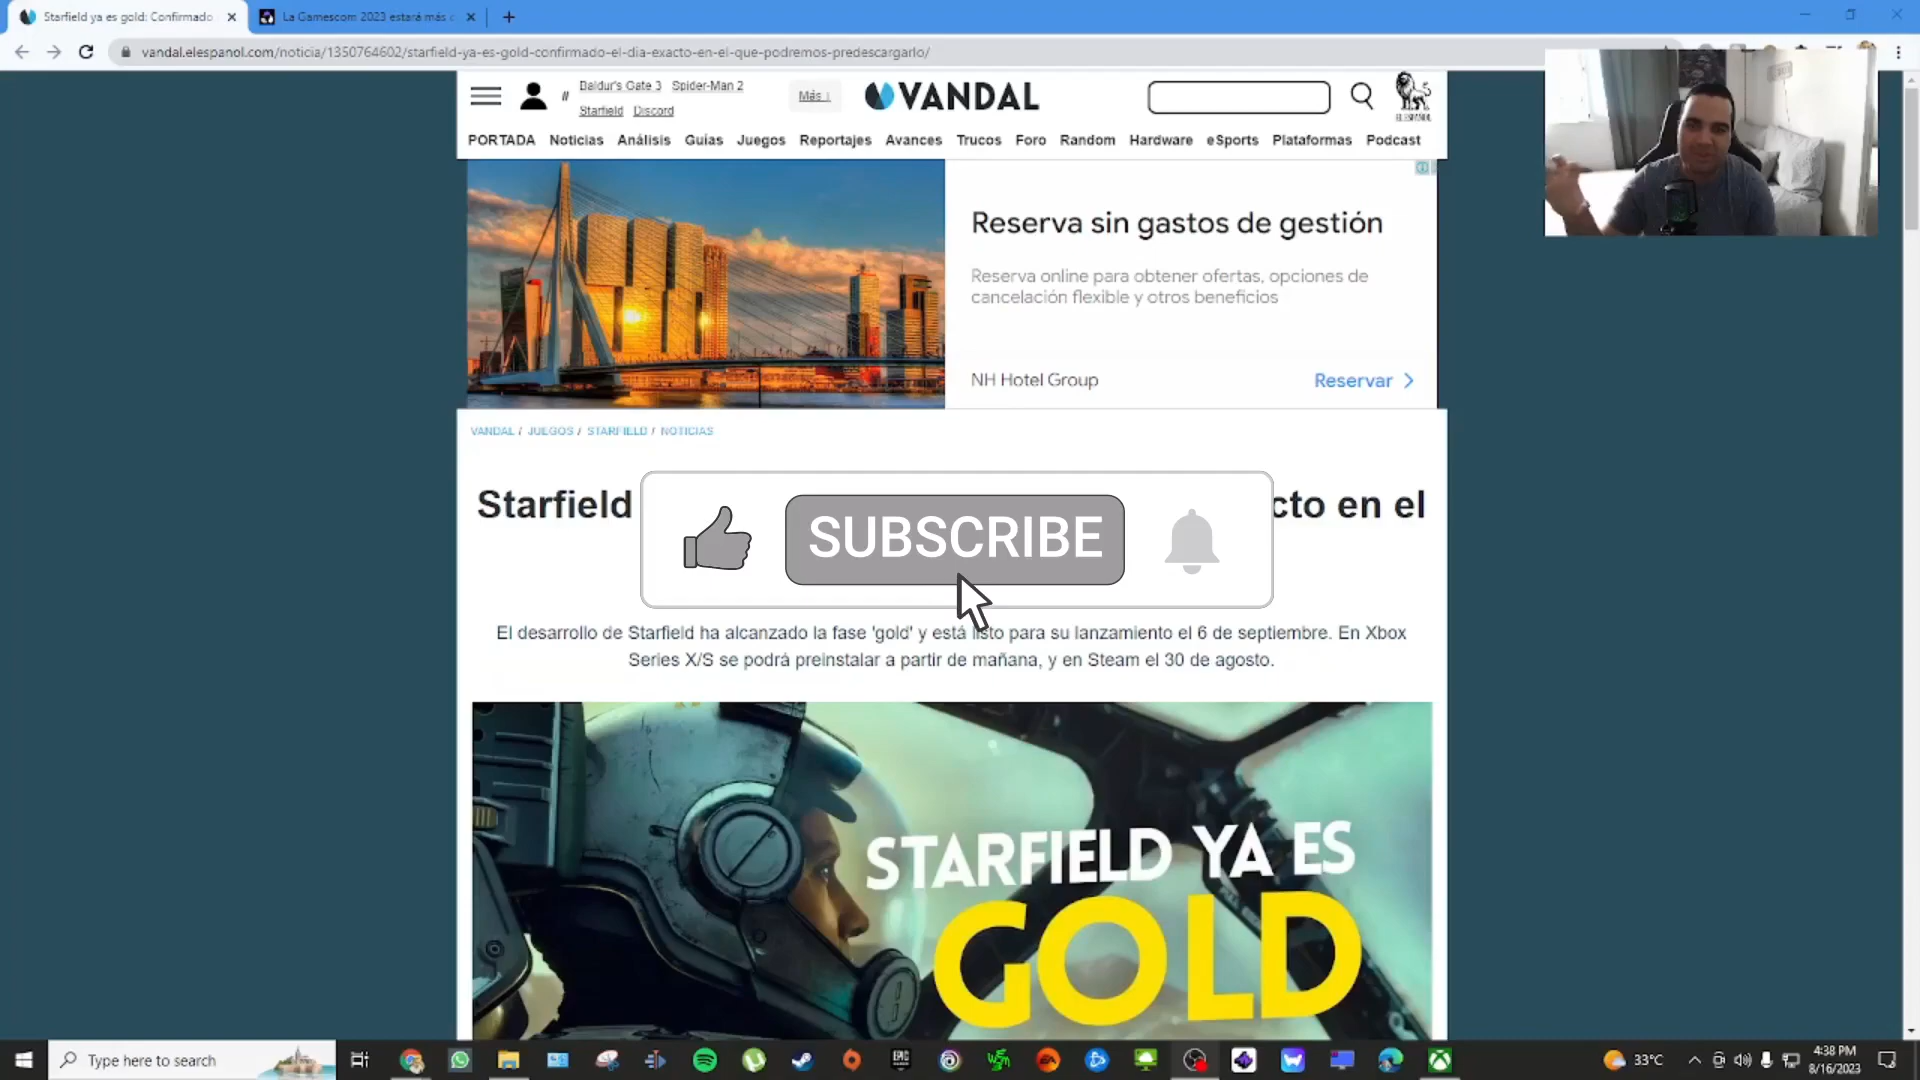 Starfield ya es gold: Confirmado
La Gamescom 2023 estará más c
vandal.elespanol.com/noticia/1350764602/starfield-ya-es-gold-confirmado-el-dia-exacto-en-el-que-podremos-predescargarlo/
// Baldur's Gate 3 Spider-Man 2
Starfield Discord
Más ↓
VANDAL
EL ESPAÑOL
PORTADA Noticias Análisis Guías Juegos Reportajes Avances Trucos Foro Random Hardware eSports Plataformas Podcast
Reserva sin gastos de gestión
Reserva online para obtener ofertas, opciones de
cancelación flexible y otros beneficios
NH Hotel Group
Reservar
VANDAL / JUEGOS / STARFIELD / NOTICIAS
Starfield cto en el
SUBSCRIBE
El desarrollo de Starfield ha alcanzado la fase 'gold' y está listo para su lanzamiento el 6 de septiembre. En Xbox
Series X/S se podrá preinstalar a partir de mañana, y en Steam el 30 de agosto.
STARFIELD YA ES
GOLD
Type here to search
EPIC
EA
33°C
4:38 PM
8/16/2023